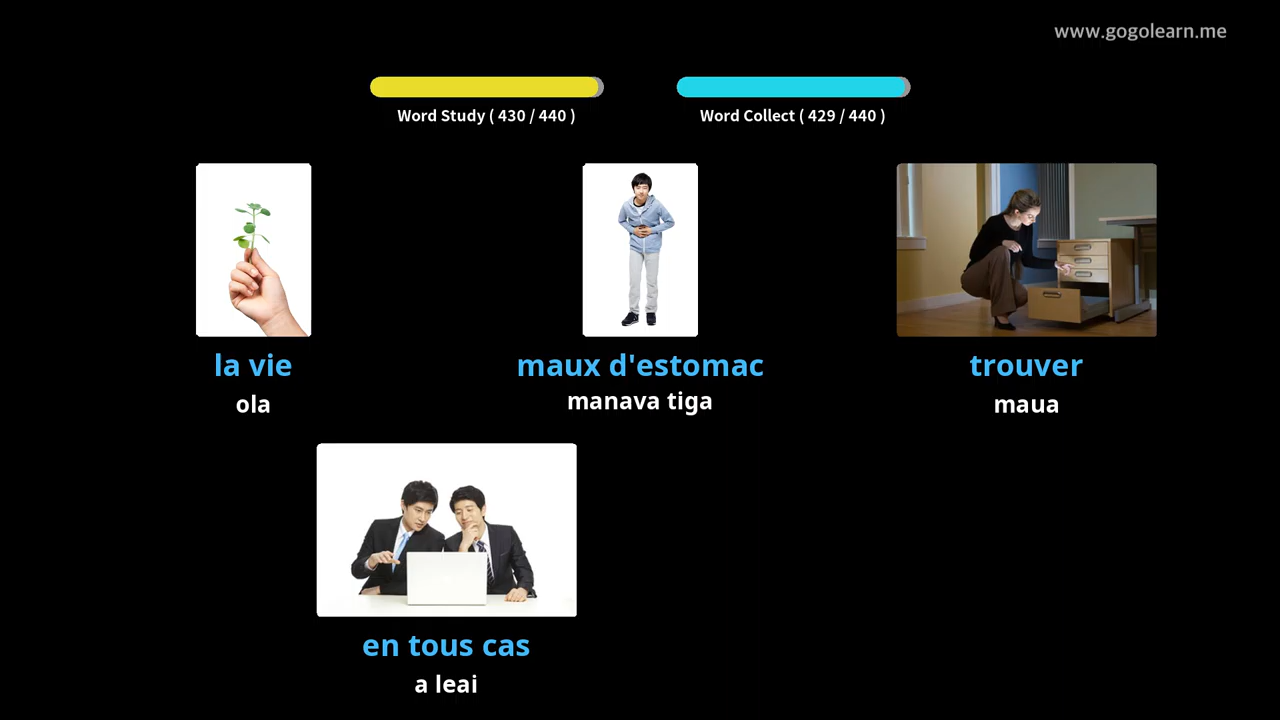 www.gogolearn.me
Word Study ( 430 / 440 )
Word Collect ( 429 / 440 )
la vie
ola
maux d'estomac
manava tiga
trouver
maua
en tous cas
a leai